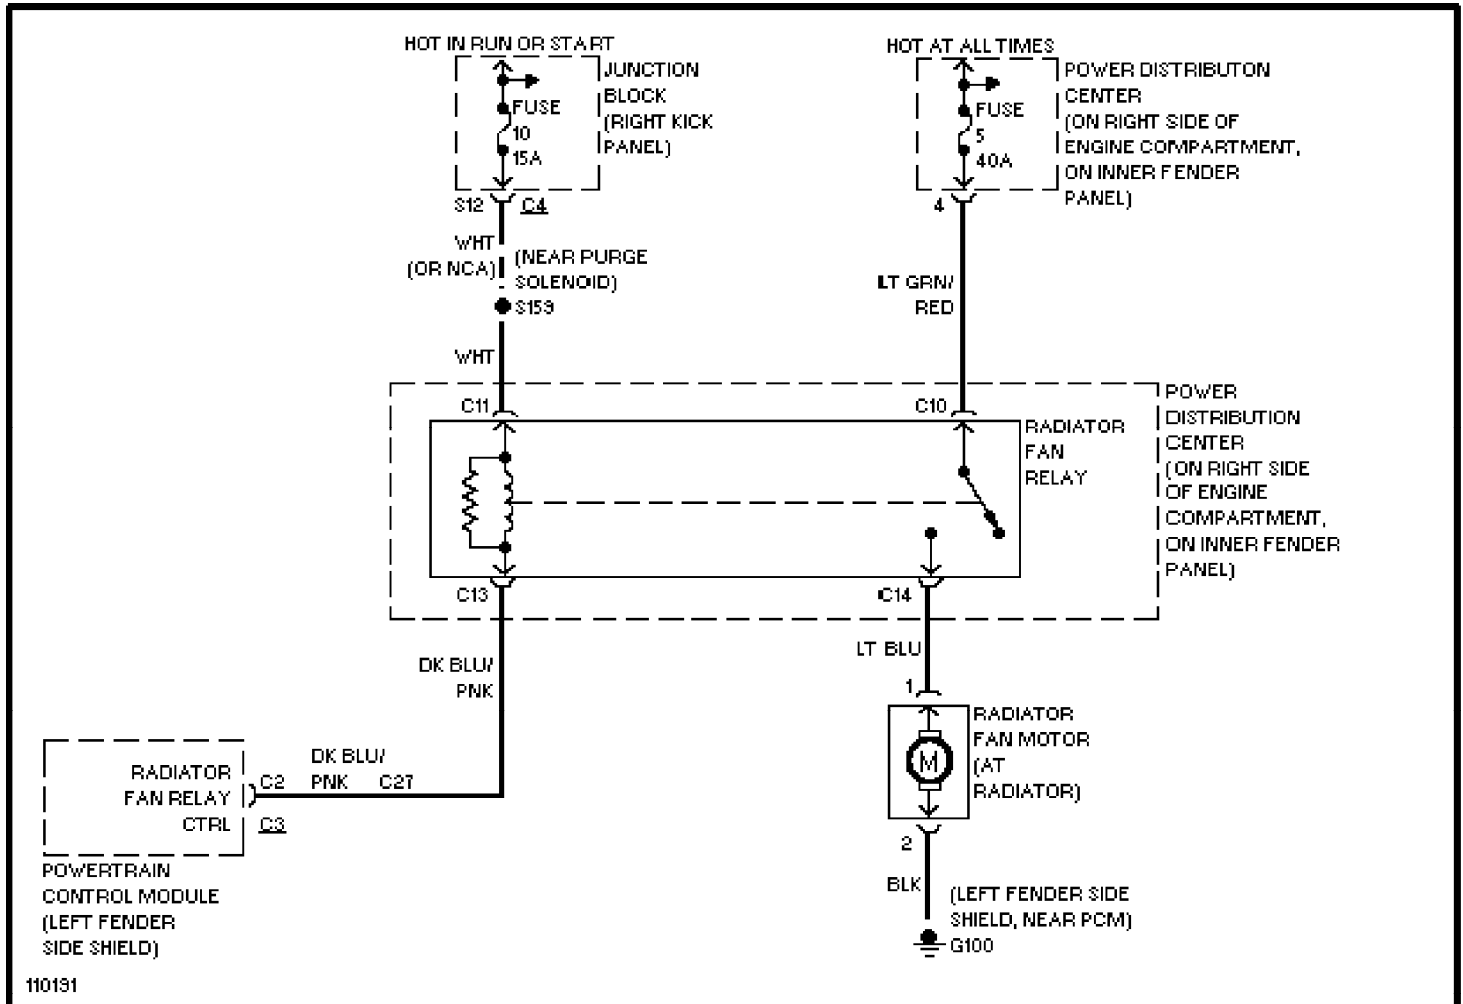 HOT IN RUN OR START
JUNCTION
BLOCK
(RIGHT KICK
PANEL)
FUSE
10
15A
S12
C4
WHT
(OR NCA)
(NEAR PURGE
SOLENOID)
S159
WHT
HOT AT ALL TIMES
POWER DISTRIBUTON
CENTER
(ON RIGHT SIDE OF
ENGINE COMPARTMENT,
ON INNER FENDER
PANEL)
FUSE
5
40A
4
LT GRN/
RED
C11
C10
RADIATOR
FAN
RELAY
POWER
DISTRIBUTION
CENTER
(ON RIGHT SIDE
OF ENGINE
COMPARTMENT,
ON INNER FENDER
PANEL)
C13
C14
DK BLU/
PNK
LT BLU
1
RADIATOR
FAN MOTOR
(AT
RADIATOR)
M
2
BLK
(LEFT FENDER SIDE
SHIELD, NEAR PCM)
G100
RADIATOR
FAN RELAY
CTRL
C2
C3
DK BLU/
PNK
C27
POWERTRAIN
CONTROL MODULE
(LEFT FENDER
SIDE SHIELD)
110191